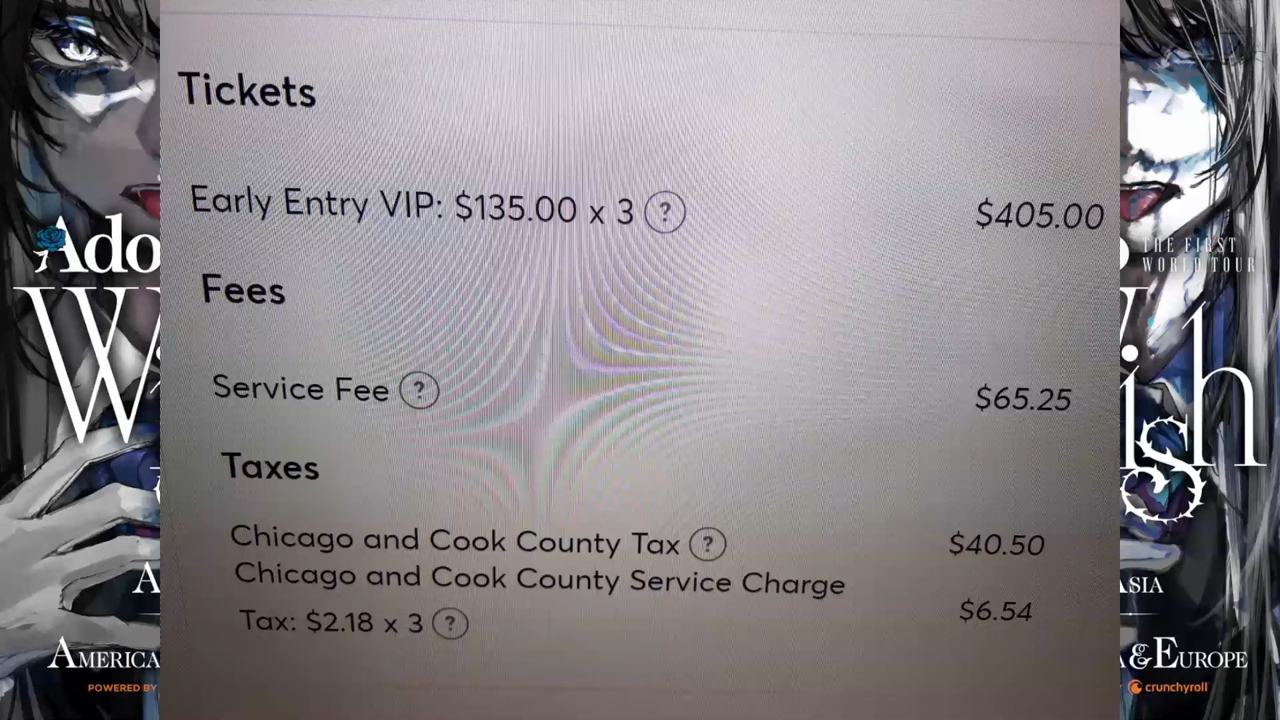 Tickets
Early Entry VIP: $135.00 x 3 ?
$405.00
Fees
Service Fee ?
$65.25
Taxes
Chicago and Cook County Tax ?
$40.50
Chicago and Cook County Service Charge
Tax: $2.18 x 3 ?
$6.54
Ado
THE FIRST
WORLD TOUR
W
ish
A
ASIA
AMERICA
& EUROPE
POWERED BY
crunchyroll